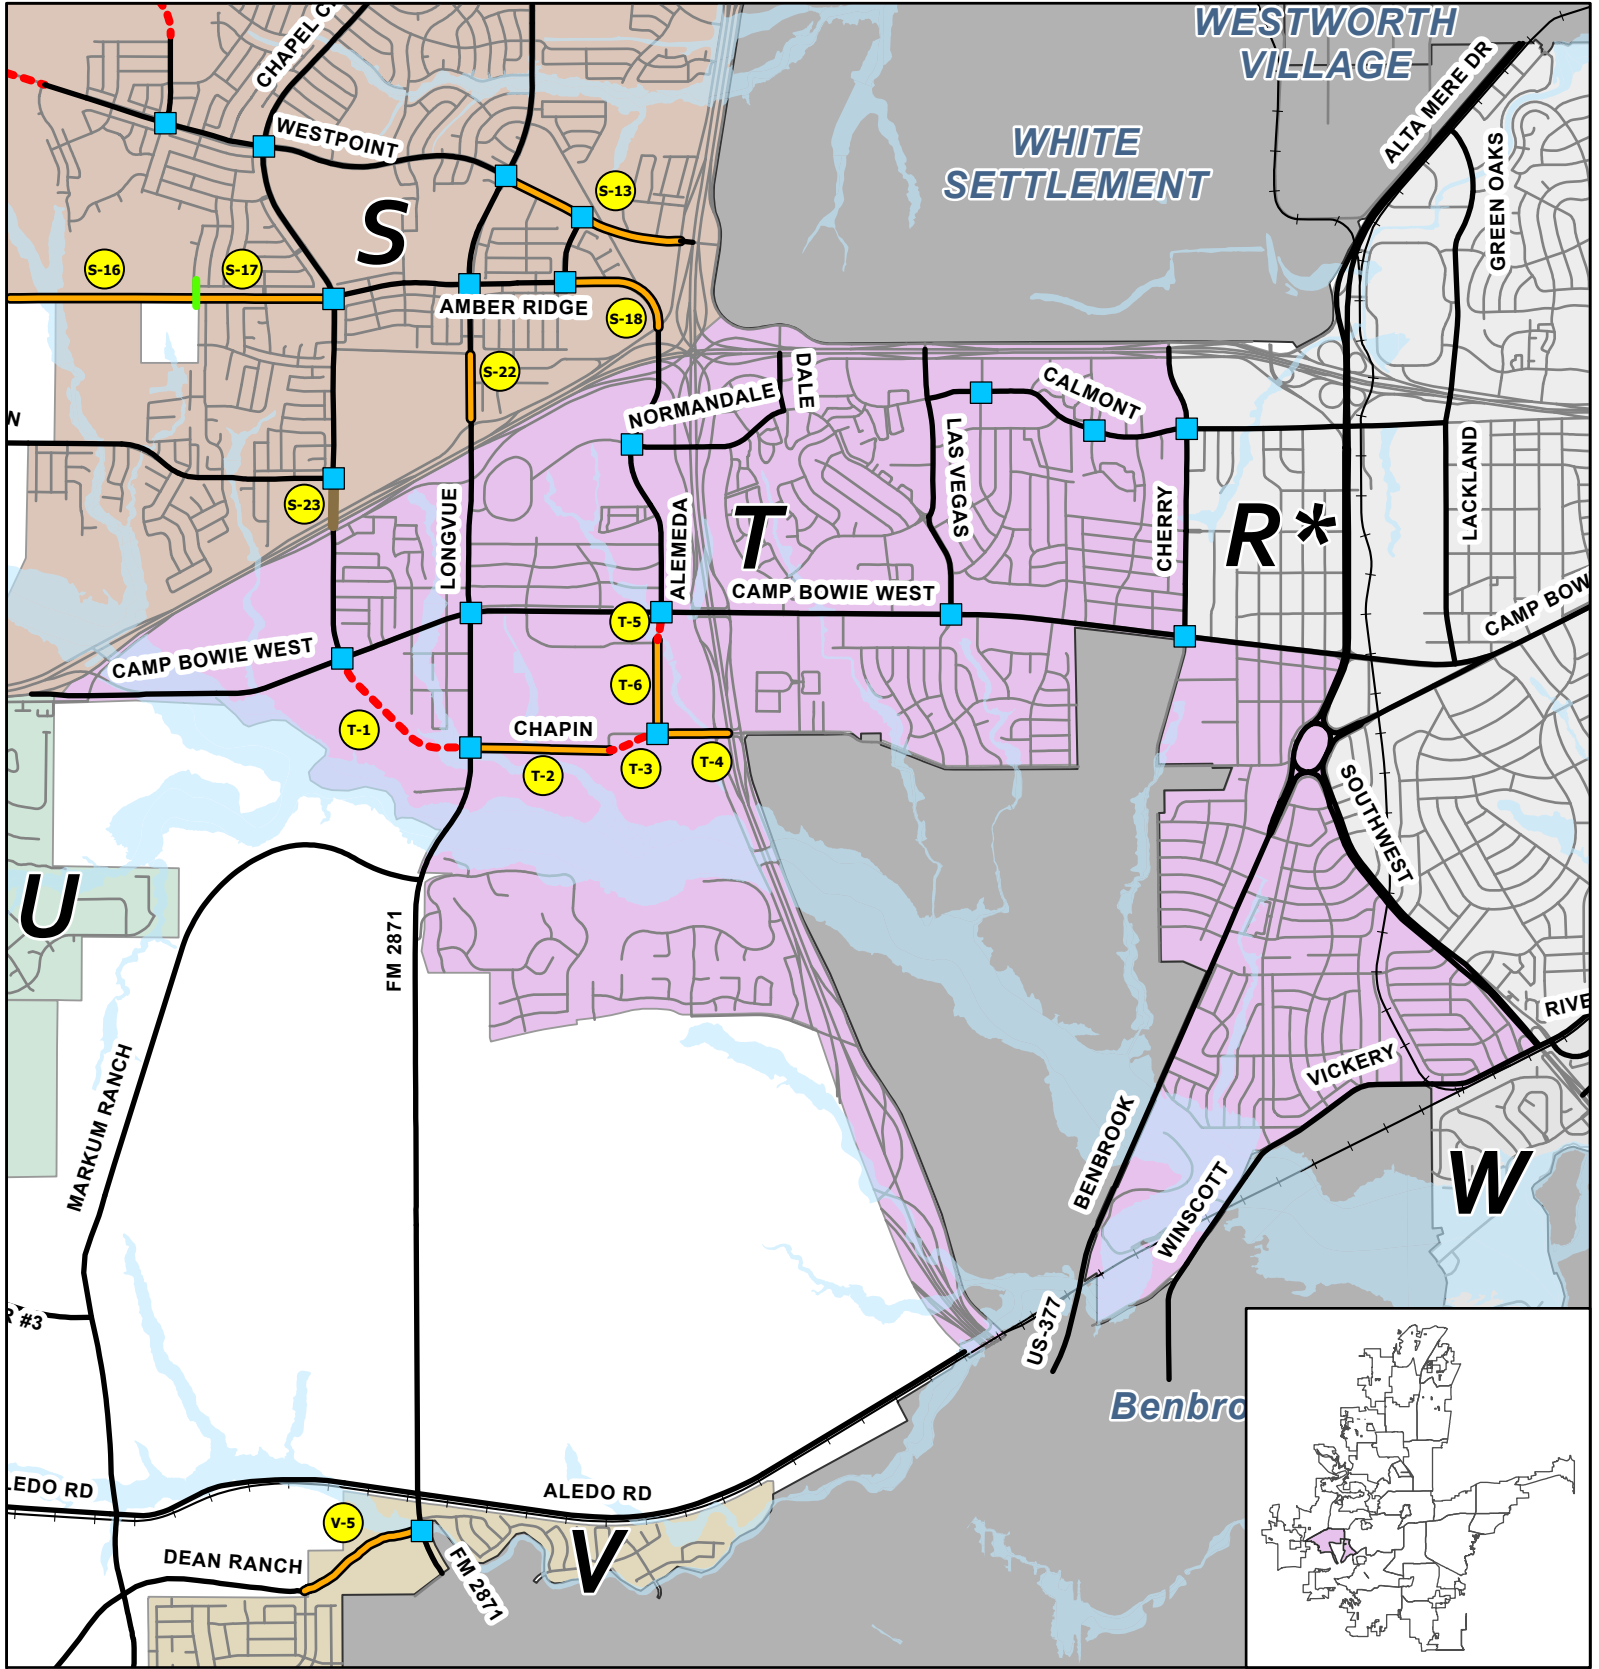 WESTWORTH
VILLAGE
CHAPEL C
ALTA MERE DR
WESTPOINT
WHITE
SETTLEMENT
GREEN OAKS
S-13
S
S-16
S-17
AMBER RIDGE
S-18
S-22
DALE
NORMANDALE
CALMONT
N
LAS VEGAS
LACKLAND
S-23
LONGVUE
ALEMEDA
T
CHERRY
R*
CAMP BOWIE WEST
CAMP BOW
T-5
CAMP BOWIE WEST
T-6
T-1
CHAPIN
T-2
T-3
T-4
SOUTHWEST
U
FM 2871
RIVE
MARKUM RANCH
VICKERY
BENBROOK
WINSCOTT
W
R #3
US-377
Benbro
LEDO RD
ALEDO RD
V-5
DEAN RANCH
FM 2871
V